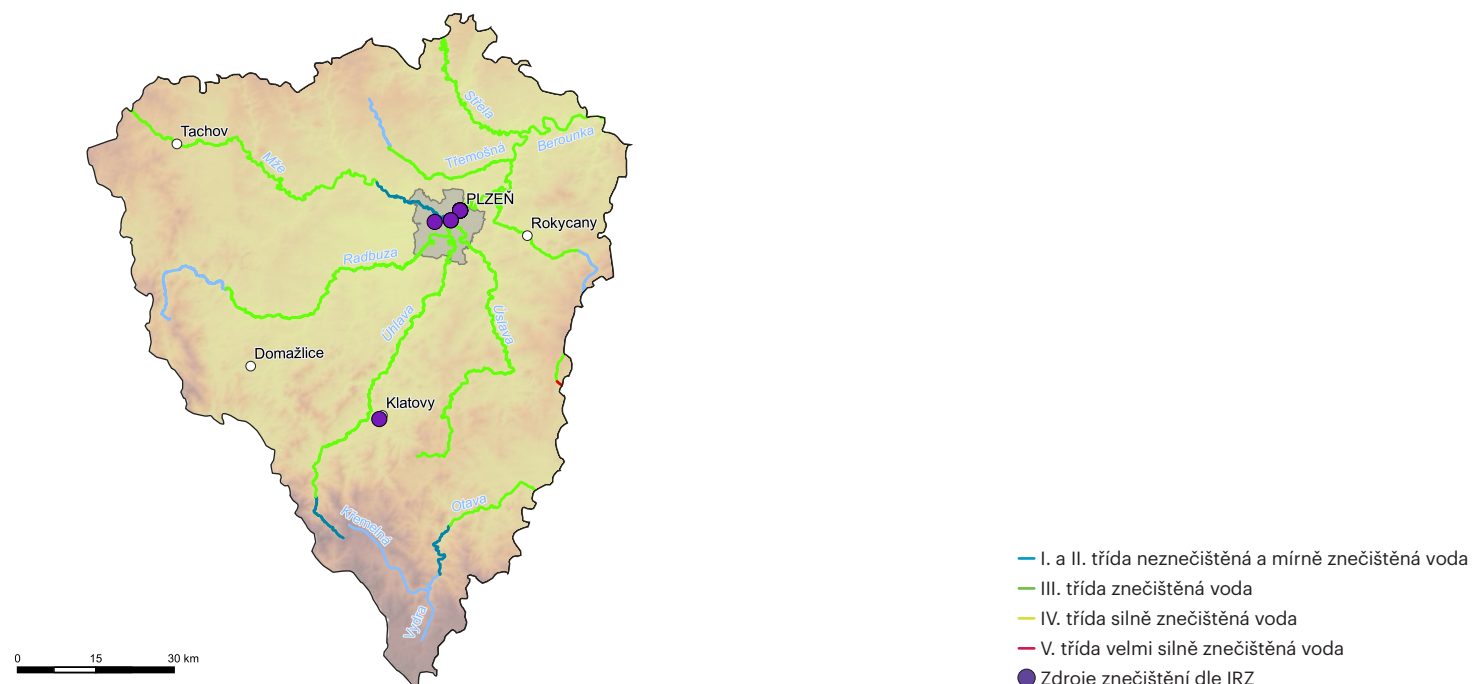 Střela
Tachov
Berounka
Třemošná
Mže
PLZEŇ
Rokycany
Radbuza
Úhlava
Úslava
Domažlice
Klatovy
Otava
Křemelná
Vydra
0 15 30 km
I. a II. třída neznečištěná a mírně znečištěná voda
III. třída znečištěná voda
IV. třída silně znečištěná voda
V. třída velmi silně znečištěná voda
Zdroje znečištění dle IRZ